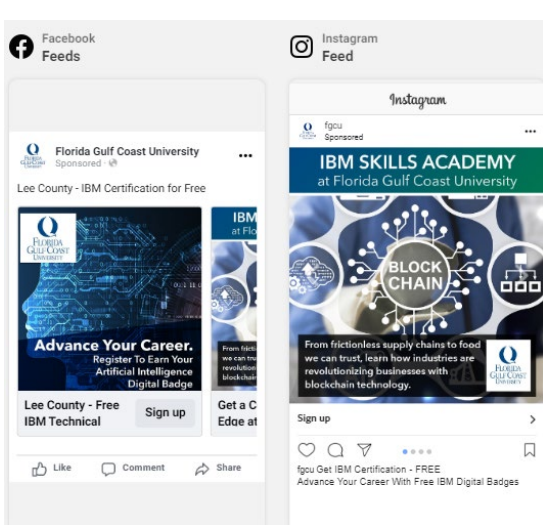 Facebook
Feeds
Florida Gulf Coast University
Sponsored ·
Lee County - IBM Certification for Free
FLORIDA
GULF COAST
UNIVERSITY
Advance Your Career.
Register To Earn Your
Artificial Intelligence
Digital Badge
Lee County - Free
IBM Technical
Sign up
IBM
at Flo
From frictio
we can tru
revolution
blockchain
Get a C
Edge at
Like
Comment
Share
Instagram
Feed
Instagram
fgcu
Sponsored
IBM SKILLS ACADEMY
at Florida Gulf Coast University
BLOCK
CHAIN
From frictionless supply chains to food
we can trust, learn how industries are
revolutionizing businesses with
blockchain technology.
FLORIDA
GULF COAST
UNIVERSITY
Sign up
fgcu Get IBM Certification - FREE
Advance Your Career With Free IBM Digital Badges